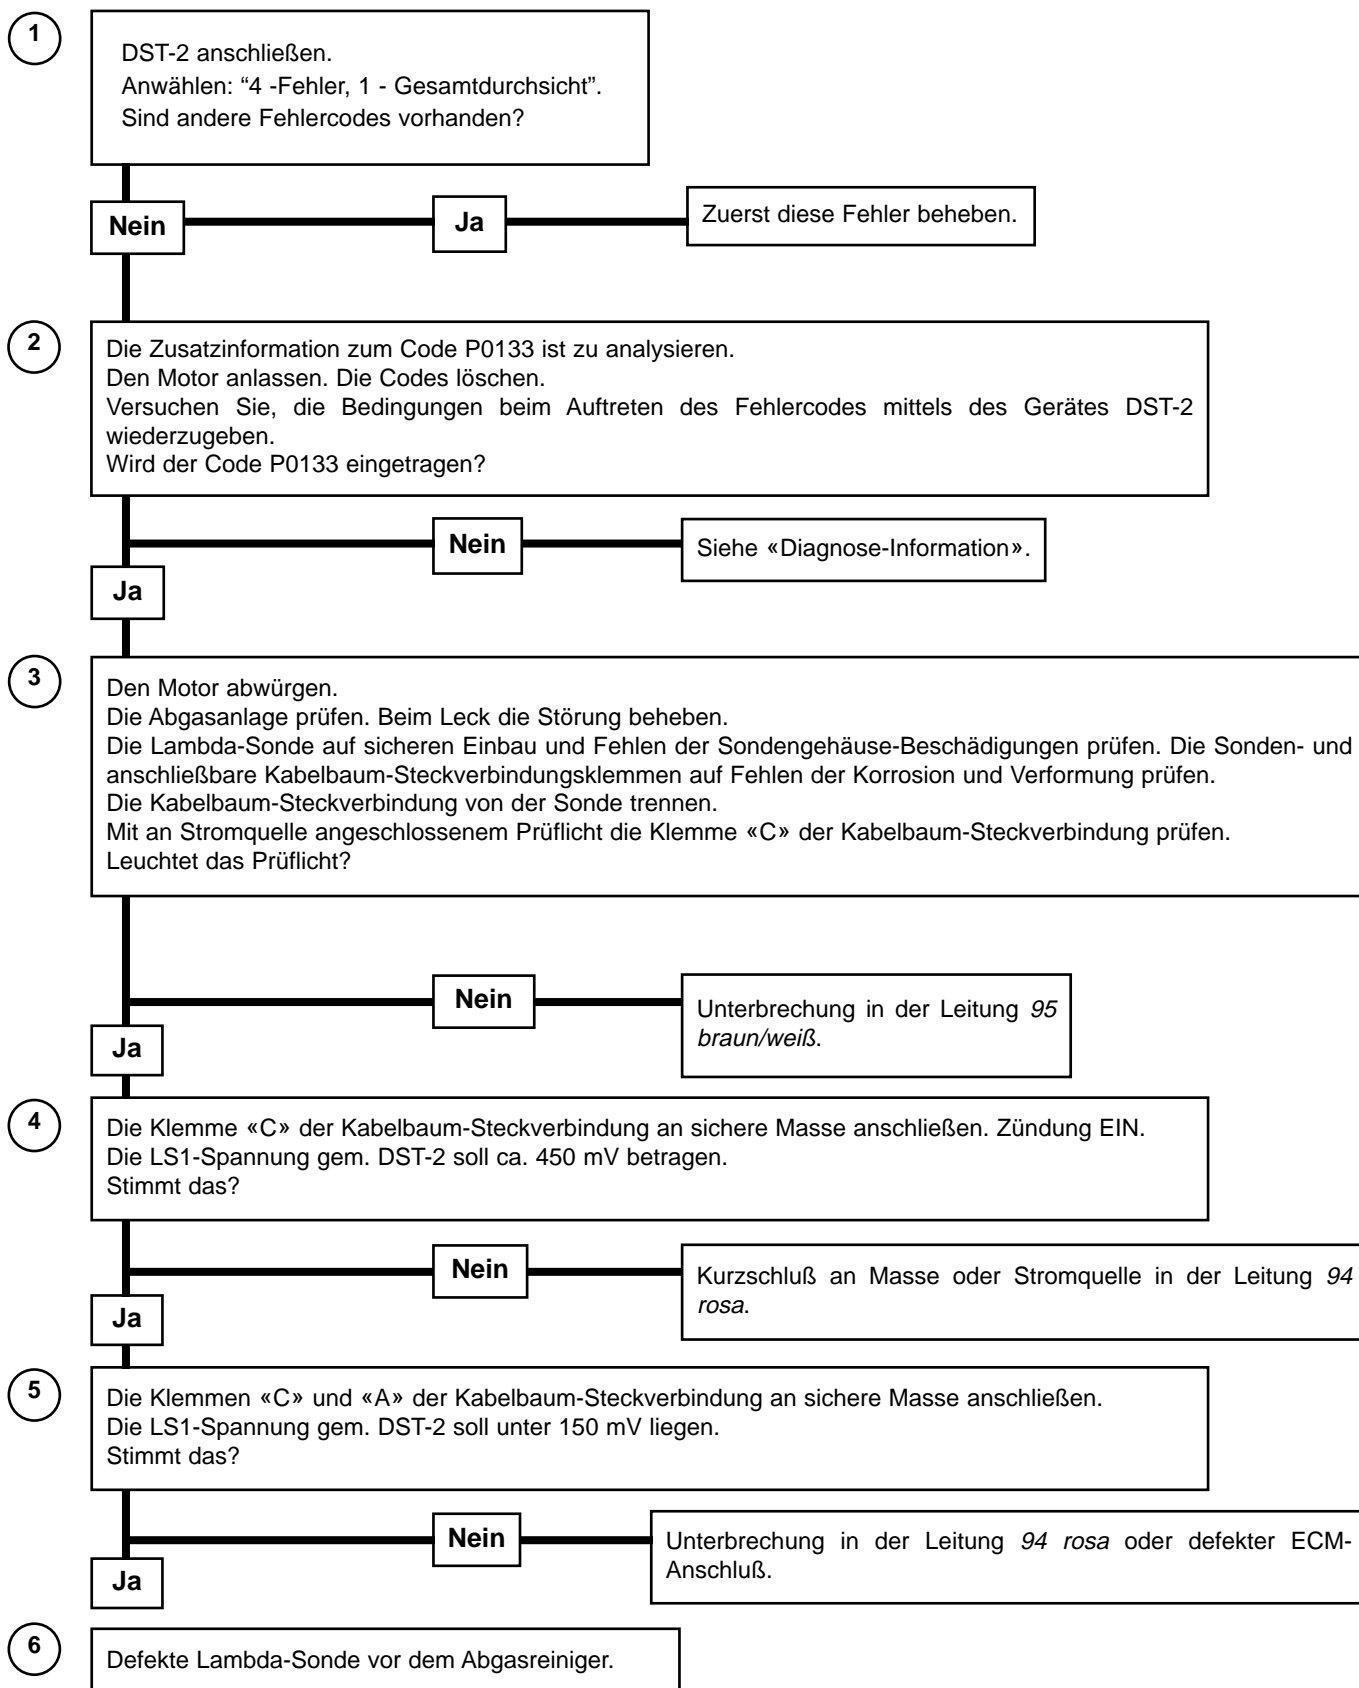 1
DST-2 anschließen.
Anwählen: “4 -Fehler, 1 - Gesamtdurchsicht”.
Sind andere Fehlercodes vorhanden?
Nein
Ja
Zuerst diese Fehler beheben.
2
Die Zusatzinformation zum Code P0133 ist zu analysieren.
Den Motor anlassen. Die Codes löschen.
Versuchen Sie, die Bedingungen beim Auftreten des Fehlercodes mittels des Gerätes DST-2
wiederzugeben.
Wird der Code P0133 eingetragen?
Nein
Siehe «Diagnose-Information».
Ja
3
Den Motor abwürgen.
Die Abgasanlage prüfen. Beim Leck die Störung beheben.
Die Lambda-Sonde auf sicheren Einbau und Fehlen der Sondengehäuse-Beschädigungen prüfen. Die Sonden- und
anschließbare Kabelbaum-Steckverbindungsklemmen auf Fehlen der Korrosion und Verformung prüfen.
Die Kabelbaum-Steckverbindung von der Sonde trennen.
Mit an Stromquelle angeschlossenem Prüflicht die Klemme «C» der Kabelbaum-Steckverbindung prüfen.
Leuchtet das Prüflicht?
Nein
Unterbrechung in der Leitung 95
braun/weiß.
Ja
4
Die Klemme «C» der Kabelbaum-Steckverbindung an sichere Masse anschließen. Zündung EIN.
Die LS1-Spannung gem. DST-2 soll ca. 450 mV betragen.
Stimmt das?
Nein
Kurzschluß an Masse oder Stromquelle in der Leitung 94
rosa.
Ja
5
Die Klemmen «C» und «A» der Kabelbaum-Steckverbindung an sichere Masse anschließen.
Die LS1-Spannung gem. DST-2 soll unter 150 mV liegen.
Stimmt das?
Nein
Unterbrechung in der Leitung 94 rosa oder defekter ECM-
Anschluß.
Ja
6
Defekte Lambda-Sonde vor dem Abgasreiniger.